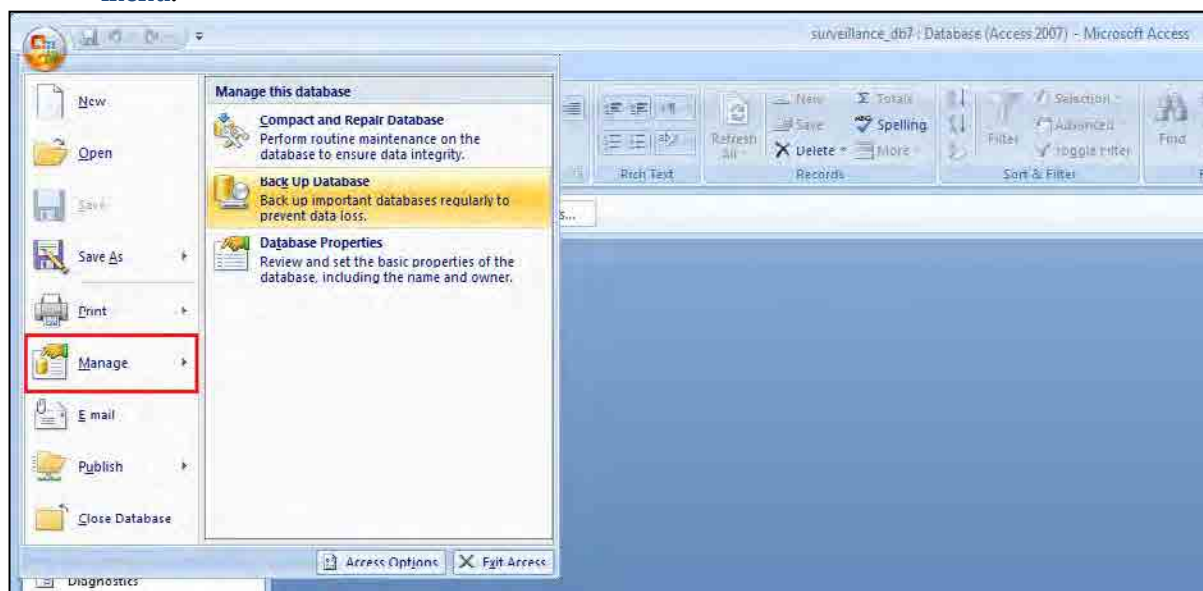 menu.
surveillance_db7 : Database (Access 2007) - Microsoft Access
New
Open
Save
Save As
Print
Manage
E-mail
Publish
Close Database
Manage this database
Compact and Repair Database
Perform routine maintenance on the
database to ensure data integrity.
Back Up Database
Back up important databases regularly to
prevent data loss.
Database Properties
Review and set the basic properties of the
database, including the name and owner.
Access Options
Exit Access
Rich Text
Refresh
All
New
Save
Delete
Totals
Spelling
More
Records
Filter
Selection
Advanced
Toggle Filter
Sort & Filter
Find
s...
Diagnostics